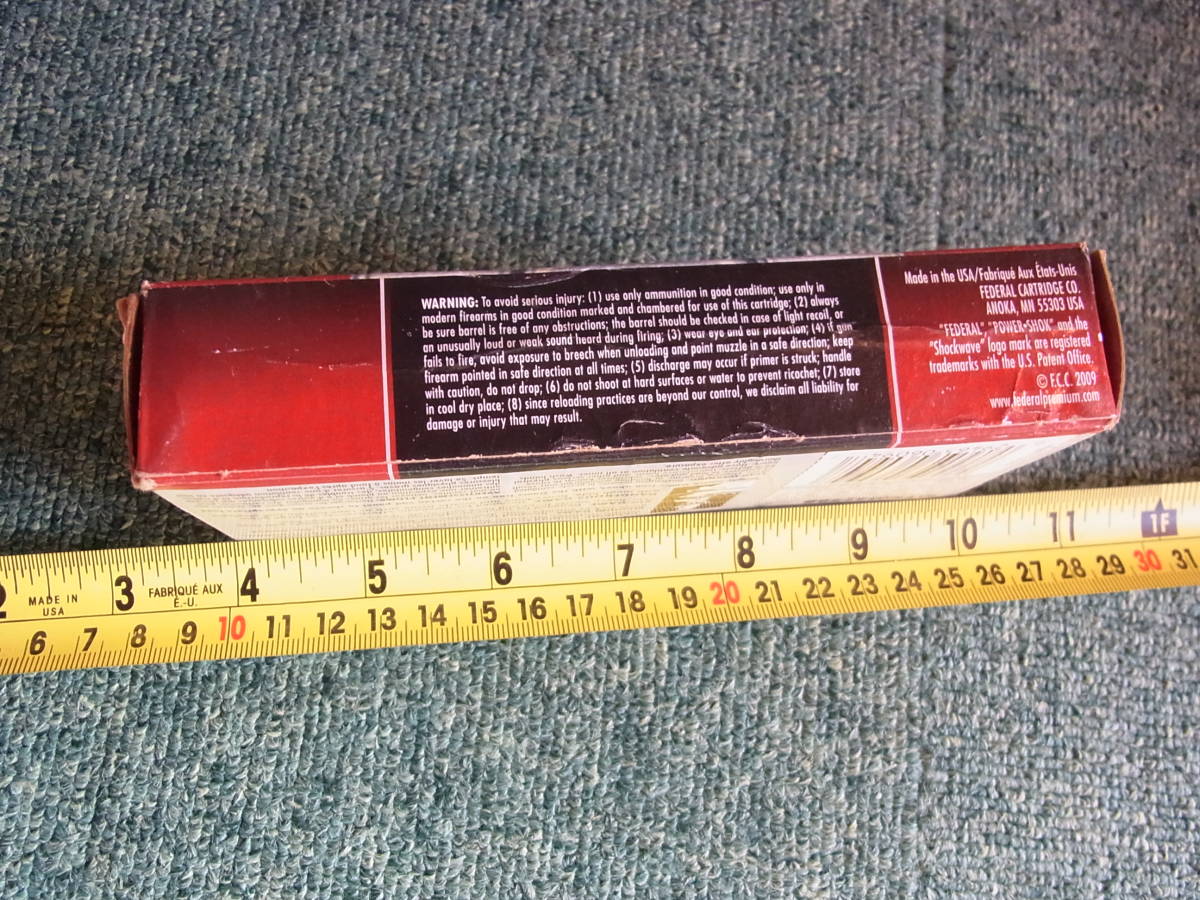 WARNING: To avoid serious injury: (1) use only ammunition in good condition; use only in
modern firearms in good condition marked and chambered for use of this cartridge; (2) always
be sure barrel is free of any obstructions; the barrel should be checked in case of light recoil, or
an unusually loud or weak sound heard during firing; (3) wear eye and ear protection; (4) if gun
fails to fire, avoid exposure to breech when unloading and point muzzle in a safe direction; keep
firearm pointed in safe direction at all times; (5) discharge may occur if primer is struck; handle
with caution, do not drop; (6) do not shoot at hard surfaces or water to prevent ricochet; (7) store
in cool dry place; (8) since reloading practices are beyond our control, we disclaim all liability for
damage or injury that may result.
Made in the USA/Fabriqué Aux États-Unis
FEDERAL CARTRIDGE CO.
ANOKA, MN 55303 USA
"FEDERAL", "POWER•SHOK" and the
"Shockwave" logo mark are registered
trademarks with the U.S. Patent Office.
© F.C.C. 2009
www.federalpremium.com
2 3 4 5 6 7 8 9 10 11 1F
MADE IN
USA
FABRIQUÉ AUX
É.-U.
6 7 8 9 10 11 12 13 14 15 16 17 18 19 20 21 22 23 24 25 26 27 28 29 30 31